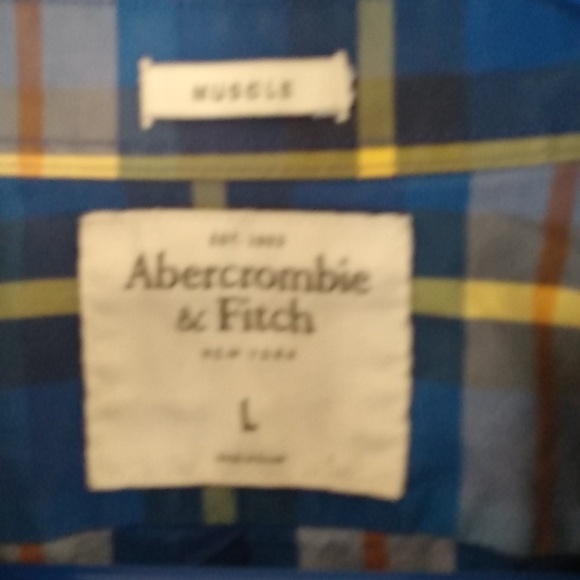 MUSCLE
EST. 1892
Abercrombie
& Fitch
NEW YORK
L